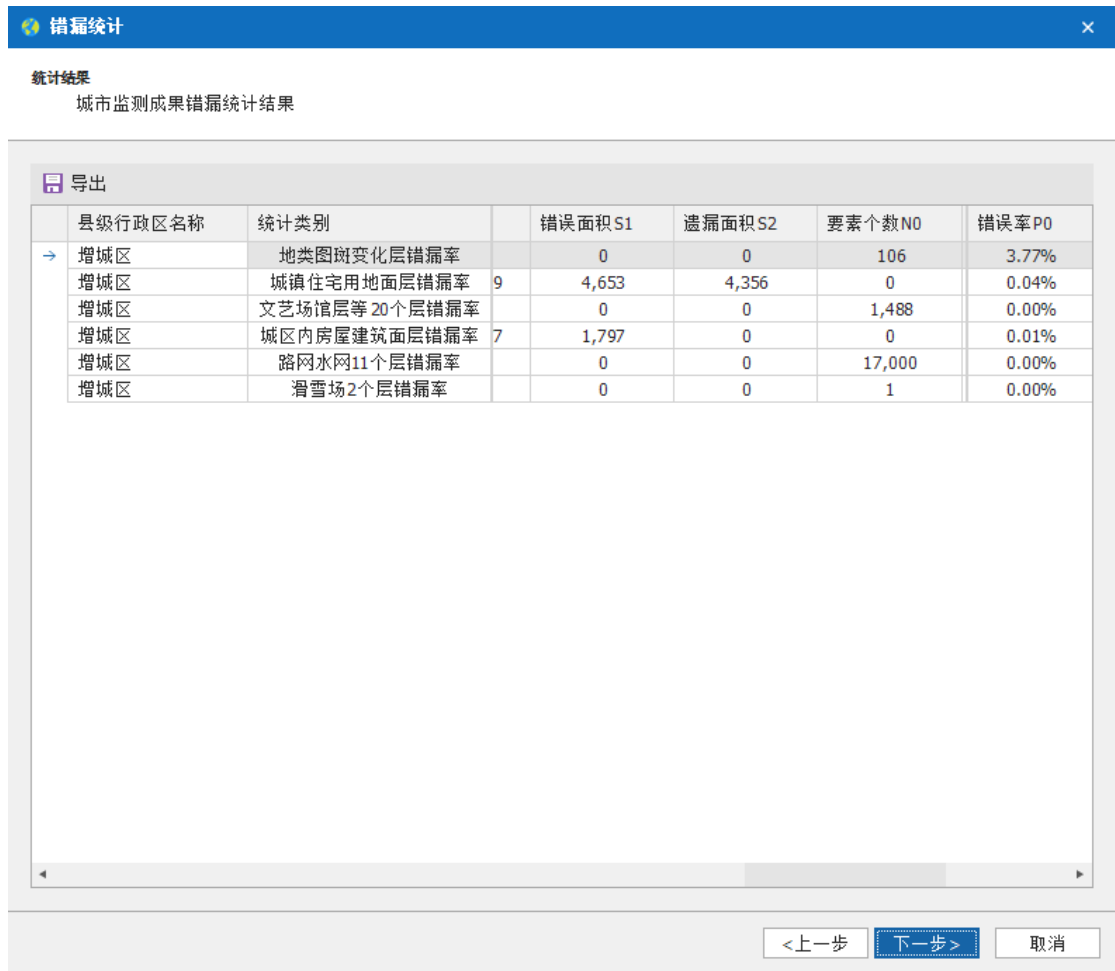 错漏统计
统计结果
城市监测成果错漏统计结果
导出
县级行政区名称 统计类别 错误面积S1 遗漏面积S2 要素个数N0 错误率P0
增城区 地类图斑变化层错漏率 0 0 106 3.77%
增城区 城镇住宅用地面层错漏率 9 4,653 4,356 0 0.04%
增城区 文艺场馆层等20个层错漏率 0 0 1,488 0.00%
增城区 城区内房屋建筑面层错漏率 7 1,797 0 0 0.01%
增城区 路网水网11个层错漏率 0 0 17,000 0.00%
增城区 滑雪场2个层错漏率 0 0 1 0.00%
<上一步 下一步> 取消